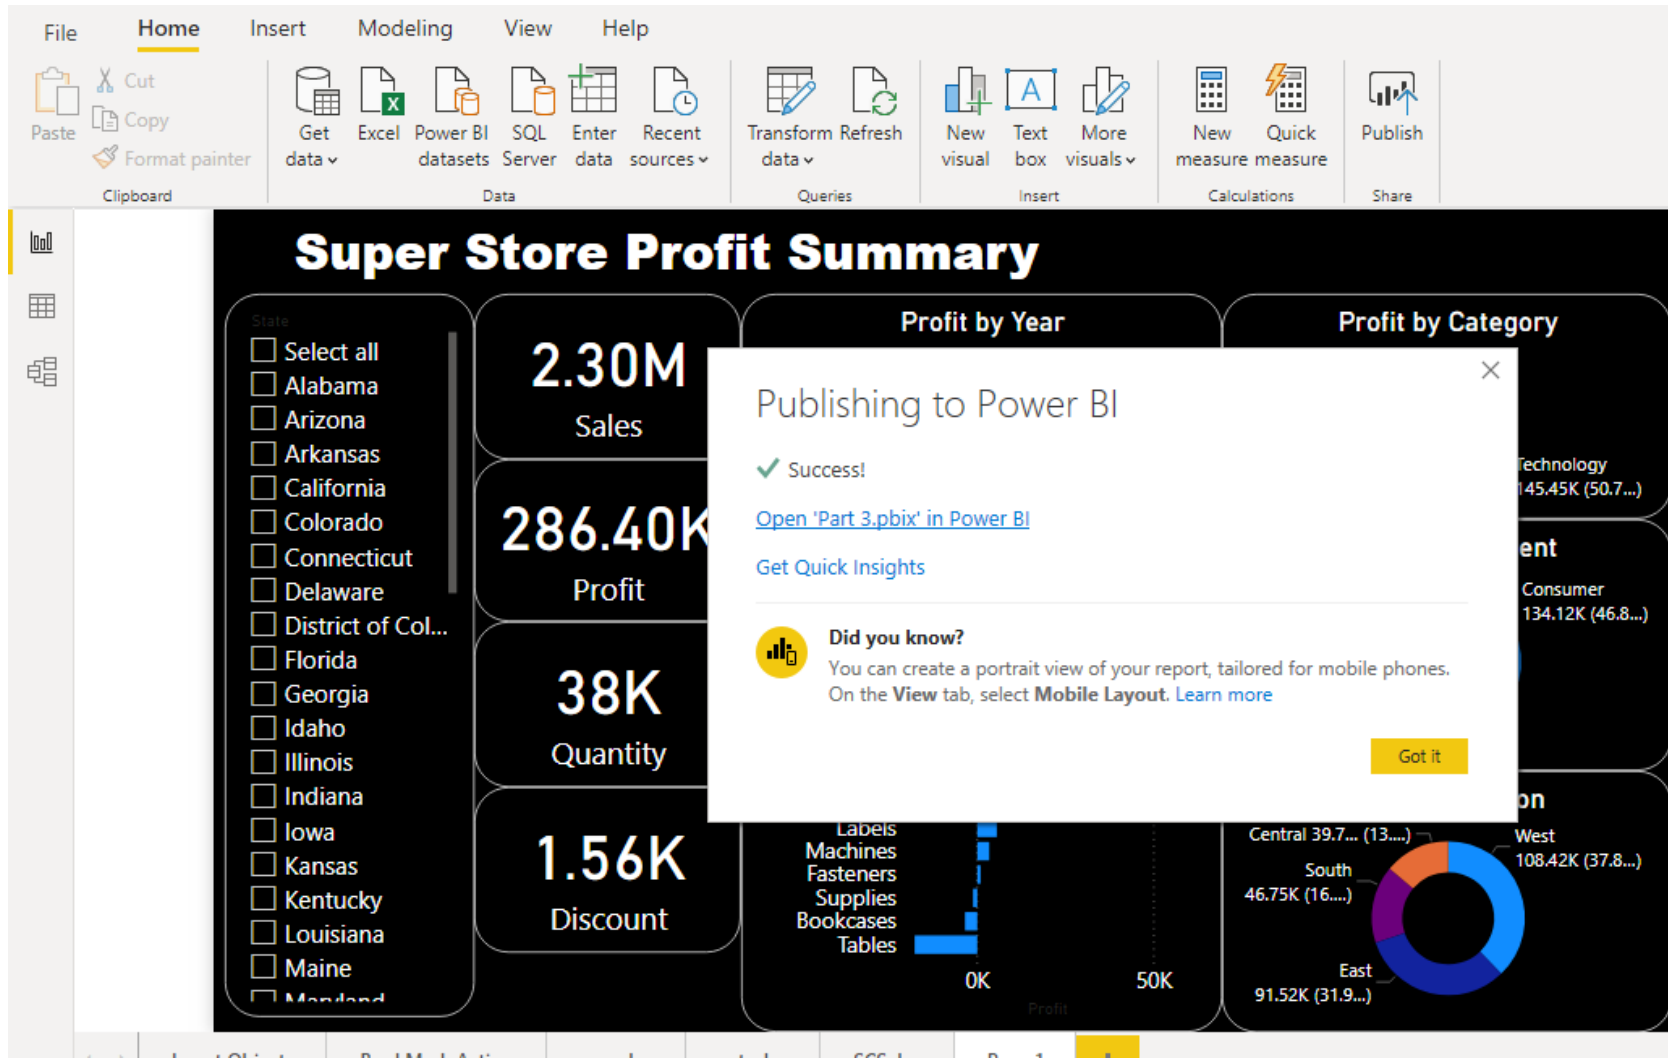 File Home Insert Modeling View Help
Paste
Cut
Copy
Format painter
Clipboard
Get data
Excel
Power BI datasets
SQL Server
Enter data
Recent sources
Data
Transform data
Refresh
Queries
New visual
Text box
More visuals
Insert
New measure
Quick measure
Calculations
Publish
Share
Super Store Profit Summary
State
Select all
Alabama
Arizona
Arkansas
California
Colorado
Connecticut
Delaware
District of Col...
Florida
Georgia
Idaho
Illinois
Indiana
Iowa
Kansas
Kentucky
Louisiana
Maine
Maryland
2.30M
Sales
286.40K
Profit
38K
Quantity
1.56K
Discount
Profit by Year
Profit by Category
Technology
145.45K (50.7...)
ent
Consumer
134.12K (46.8...)
on
Publishing to Power BI
Success!
Open 'Part 3.pbix' in Power BI
Get Quick Insights
Did you know?
You can create a portrait view of your report, tailored for mobile phones.
On the View tab, select Mobile Layout. Learn more
Got it
Labels
Machines
Fasteners
Supplies
Bookcases
Tables
0K 50K
Profit
Central 39.7... (13....)
West
108.42K (37.8...)
South
46.75K (16....)
East
91.52K (31.9...)